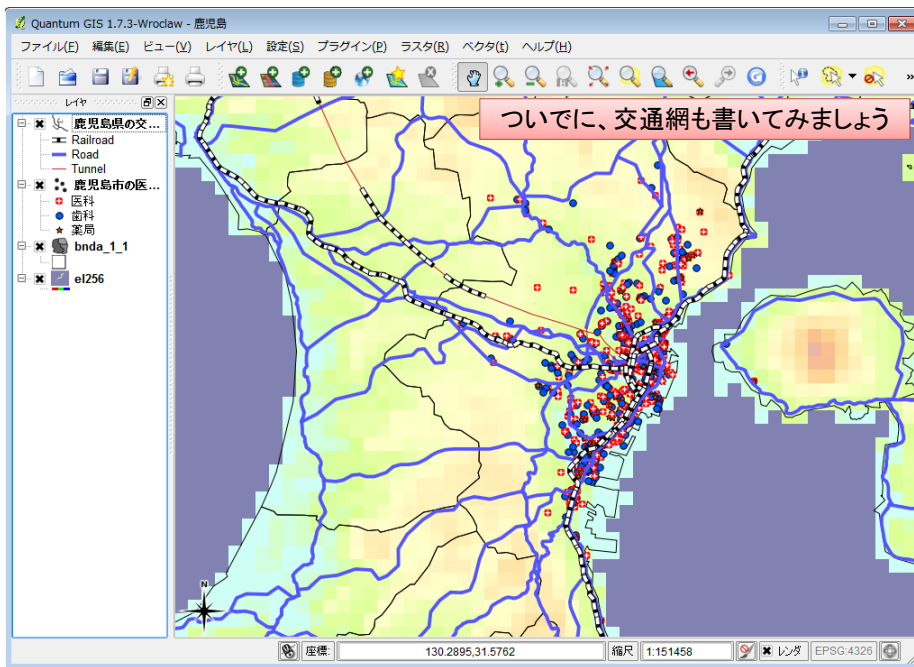 Quantum GIS 1.7.3-Wroclaw - 鹿児島
ファイル(F) 編集(E) ビュー(V) レイヤ(L) 設定(S) プラグイン(P) ラスタ(R) ベクタ(t) ヘルプ(H)
レイヤ
ついでに、交通網も書いてみましょう
鹿児島県の交...
Railroad
Road
Tunnel
鹿児島市の医...
医科
歯科
薬局
bnda_1_1
el256
N
座標: 130.2895,31.5762 縮尺 1:151458 レンダ EPSG:4326